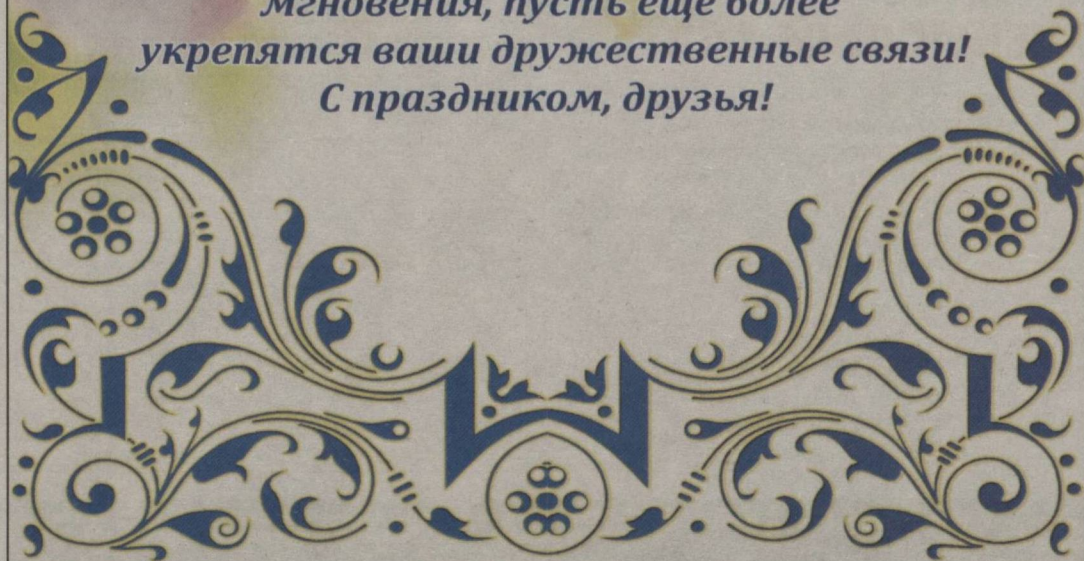 мгновения, пусть еще более
укрепятся ваши дружественные связи!
С праздником, друзья!